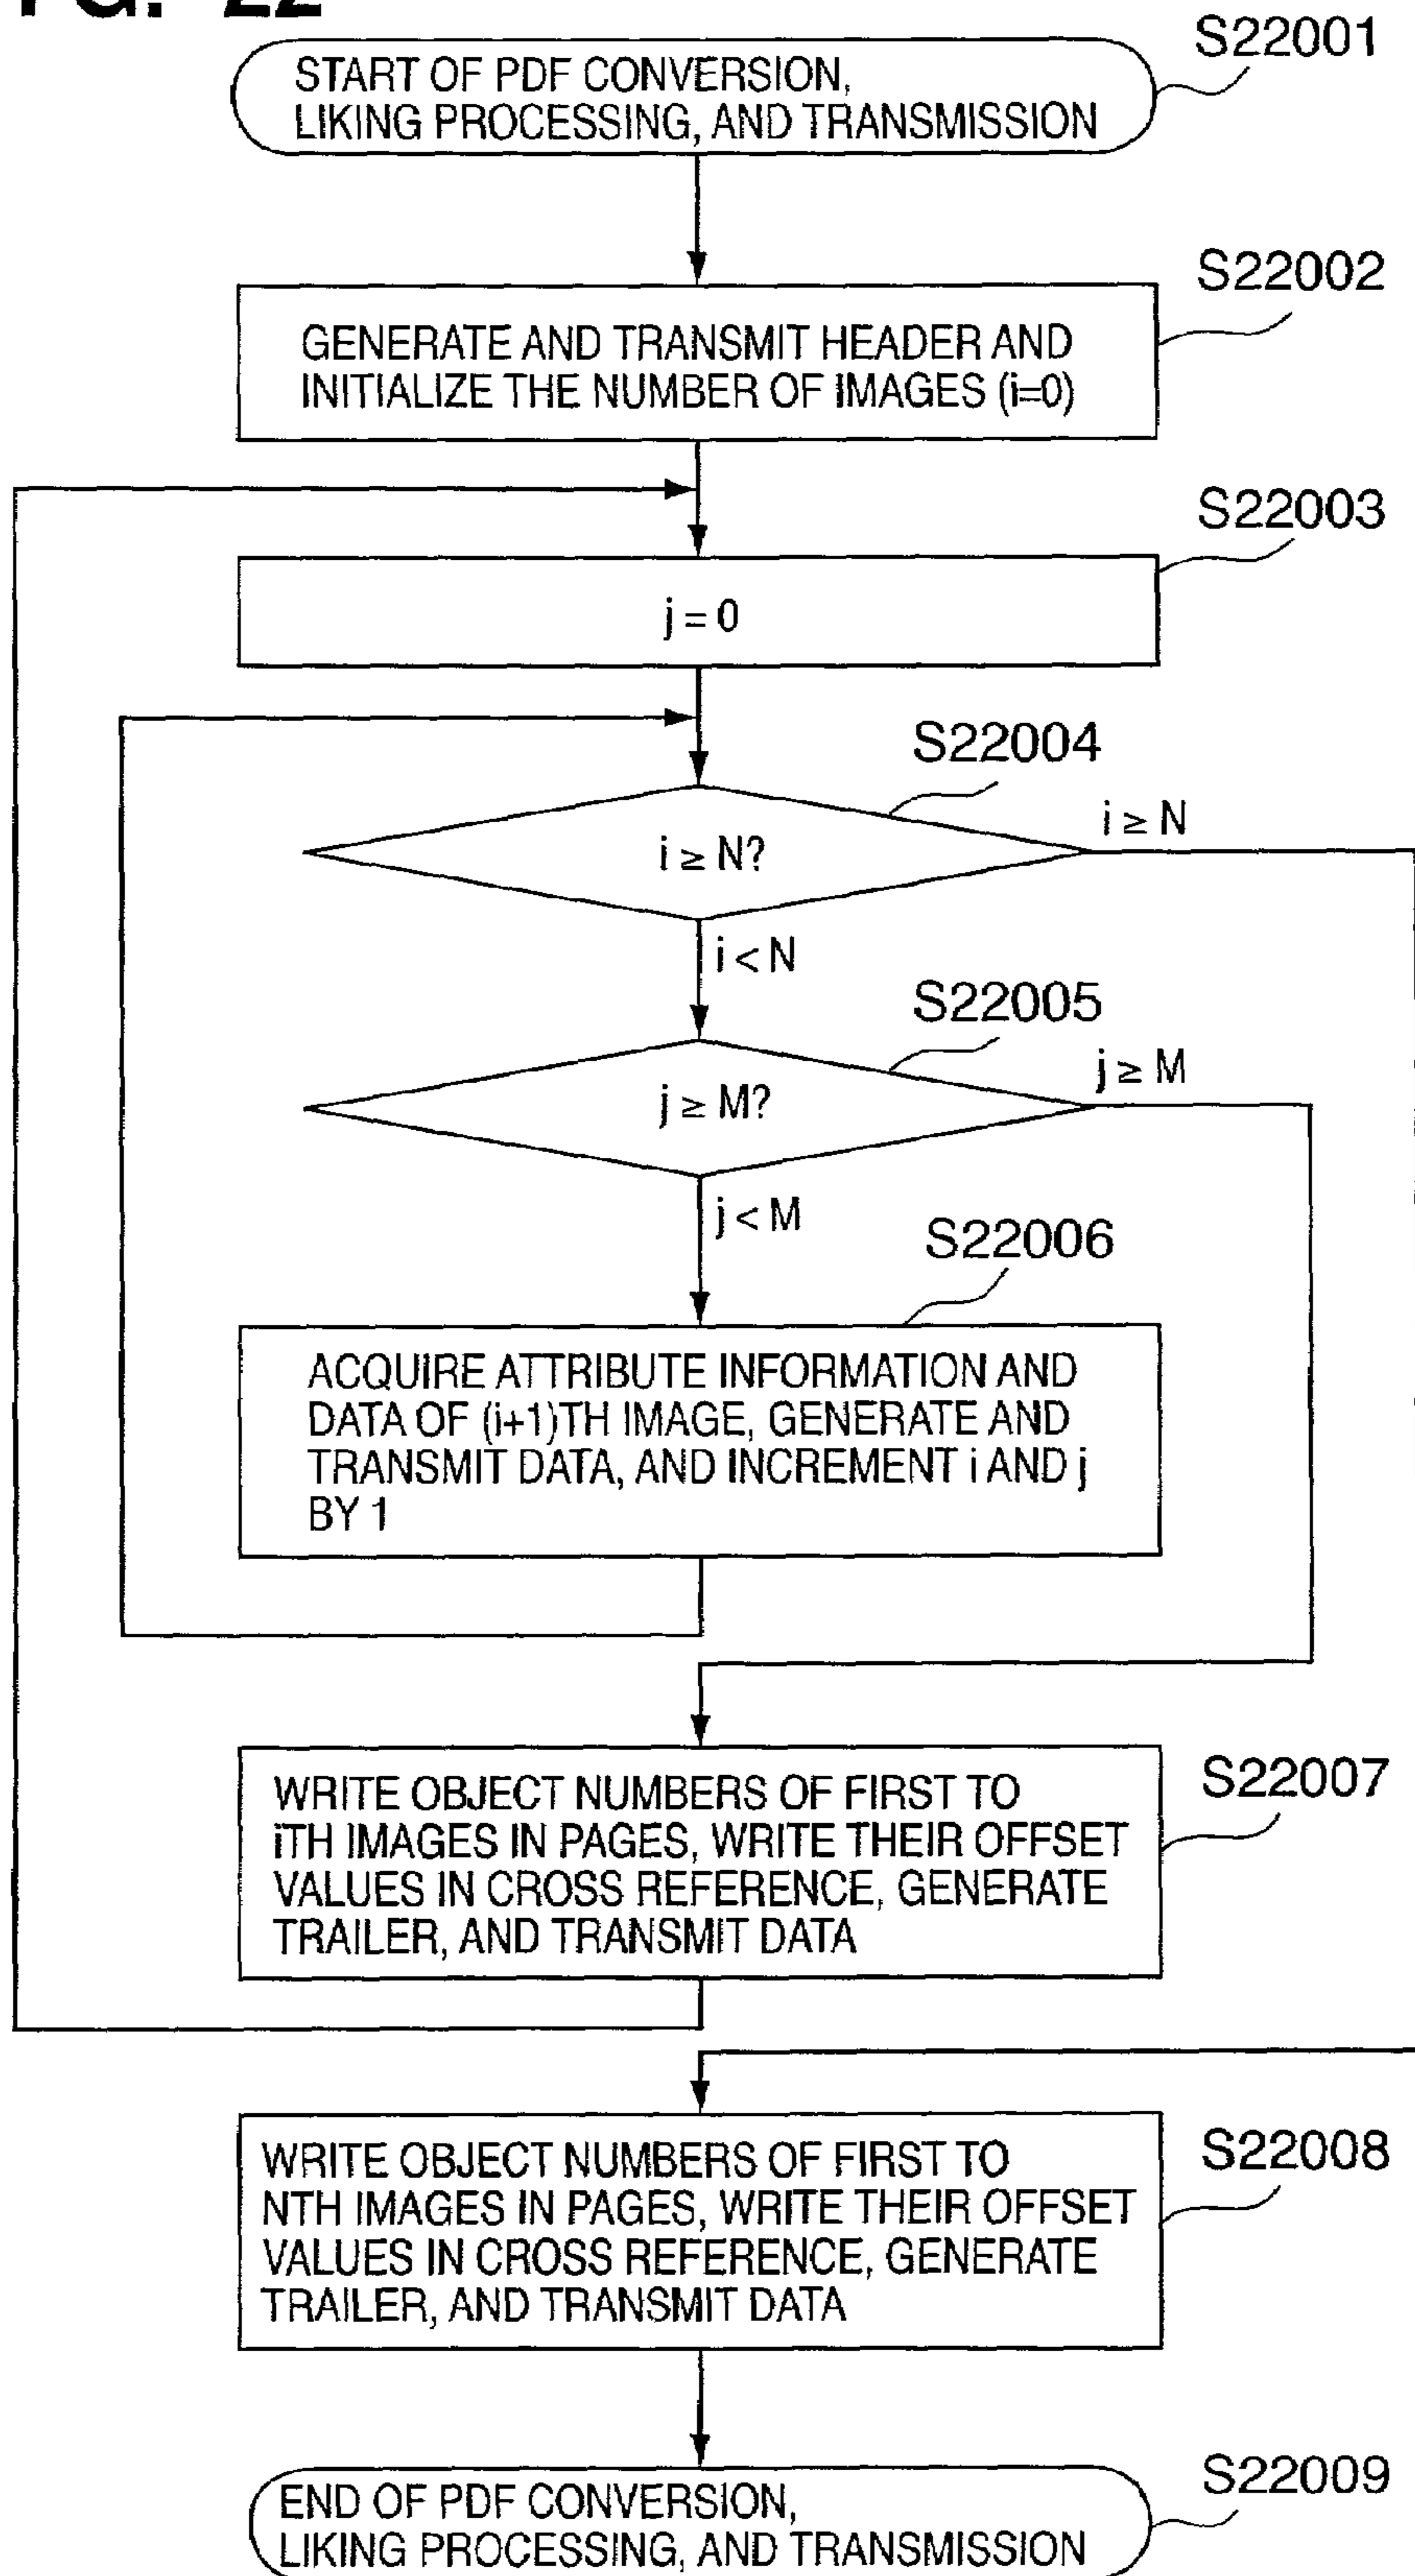 FG. 22
S22001
START OF PDF CONVERSION,
LIKING PROCESSING, AND TRANSMISSION
S22002
GENERATE AND TRANSMIT HEADER AND
INITIALIZE THE NUMBER OF IMAGES (i=0)
S22003
j = 0
S22004
i ≥ N?
i ≥ N
i < N
S22005
j ≥ M?
j ≥ M
j < M
S22006
ACQUIRE ATTRIBUTE INFORMATION AND
DATA OF (i+1)TH IMAGE, GENERATE AND
TRANSMIT DATA, AND INCREMENT i AND j
BY 1
S22007
WRITE OBJECT NUMBERS OF FIRST TO
iTH IMAGES IN PAGES, WRITE THEIR OFFSET
VALUES IN CROSS REFERENCE, GENERATE
TRAILER, AND TRANSMIT DATA
S22008
WRITE OBJECT NUMBERS OF FIRST TO
NTH IMAGES IN PAGES, WRITE THEIR OFFSET
VALUES IN CROSS REFERENCE, GENERATE
TRAILER, AND TRANSMIT DATA
S22009
END OF PDF CONVERSION,
LIKING PROCESSING, AND TRANSMISSION